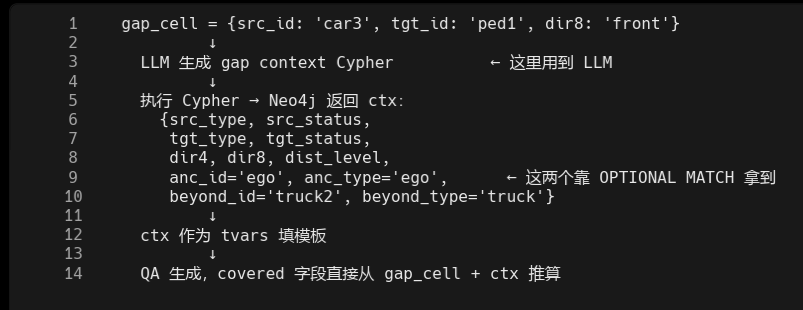 1 gap_cell = {src_id: 'car3', tgt_id: 'ped1', dir8: 'front'}
2 ↓
3 LLM 生成 gap context Cypher ← 这里用到 LLM
4 ↓
5 执行 Cypher → Neo4j 返回 ctx:
6 {src_type, src_status,
7 tgt_type, tgt_status,
8 dir4, dir8, dist_level,
9 anc_id='ego', anc_type='ego', ← 这两个靠 OPTIONAL MATCH 拿到
10 beyond_id='truck2', beyond_type='truck'}
11 ↓
12 ctx 作为 tvars 填模板
13 ↓
14 QA 生成, covered 字段直接从 gap_cell + ctx 推算